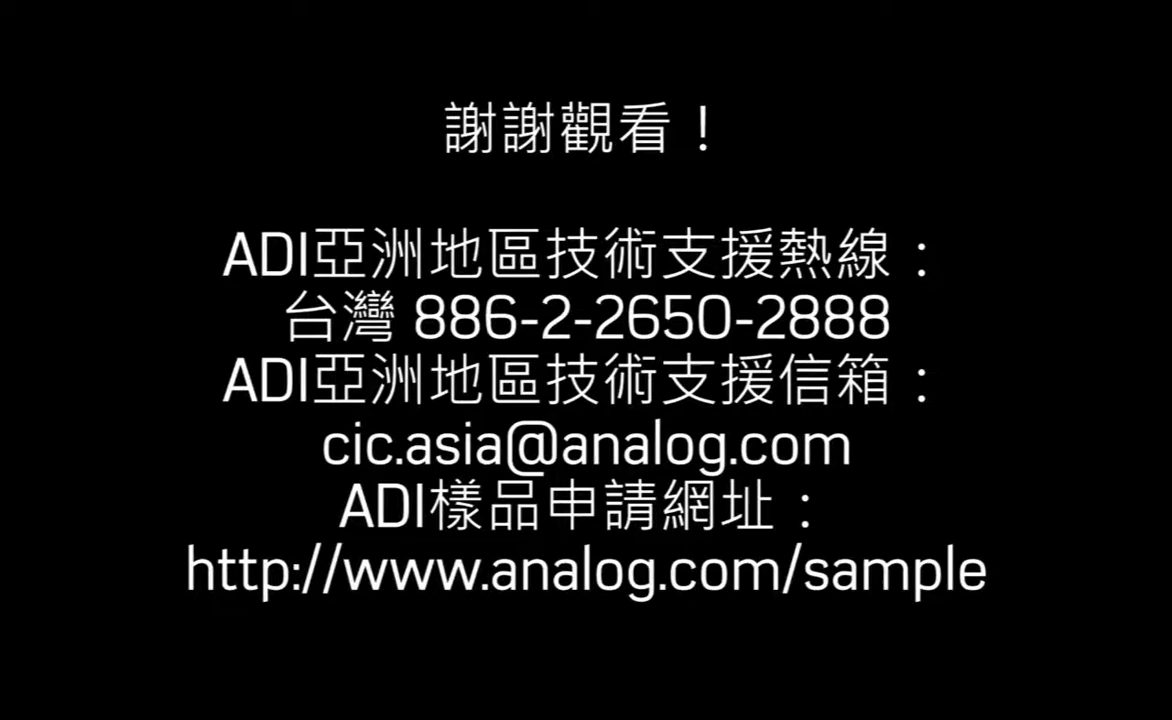 謝謝觀看！
ADI亞洲地區技術支援熱線：
台灣 886-2-2650-2888
ADI亞洲地區技術支援信箱：
cic.asia@analog.com
ADI樣品申請網址：
http://www.analog.com/sample